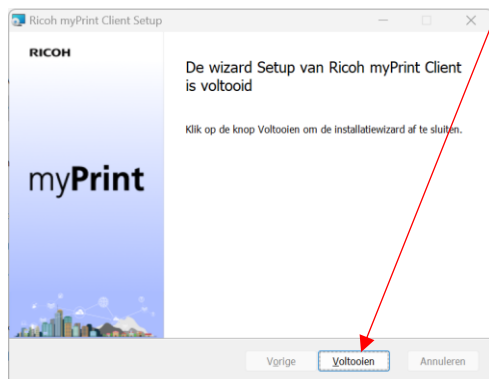 Ricoh myPrint Client Setup
RICOH
De wizard Setup van Ricoh myPrint Client
is voltooid
Klik op de knop Voltooien om de installatiewizard af te sluiten.
myPrint
Vorige Voltooien Annuleren